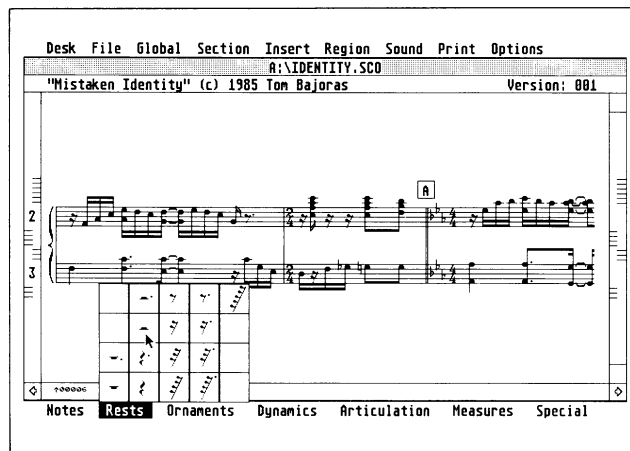 Desk File Global Section Insert Region Sound Print Options
A:\IDENTITY.SCO
"Mistaken Identity" (c) 1985 Tom Bajoras Version: 001
A
2
3
↑00006
Notes Rests Ornaments Dynamics Articulation Measures Special